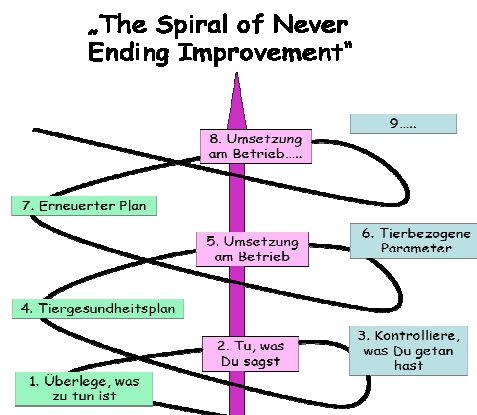 „The Spiral of Never
Ending Improvement“
9.....
8. Umsetzung
am Betrieb.....
7. Erneuerter Plan
6. Tierbezogene
Parameter
5. Umsetzung
am Betrieb
4. Tiergesundheitsplan
3. Kontrolliere,
was Du getan
hast
2. Tu, was
Du sagst
1. Überlege, was
zu tun ist